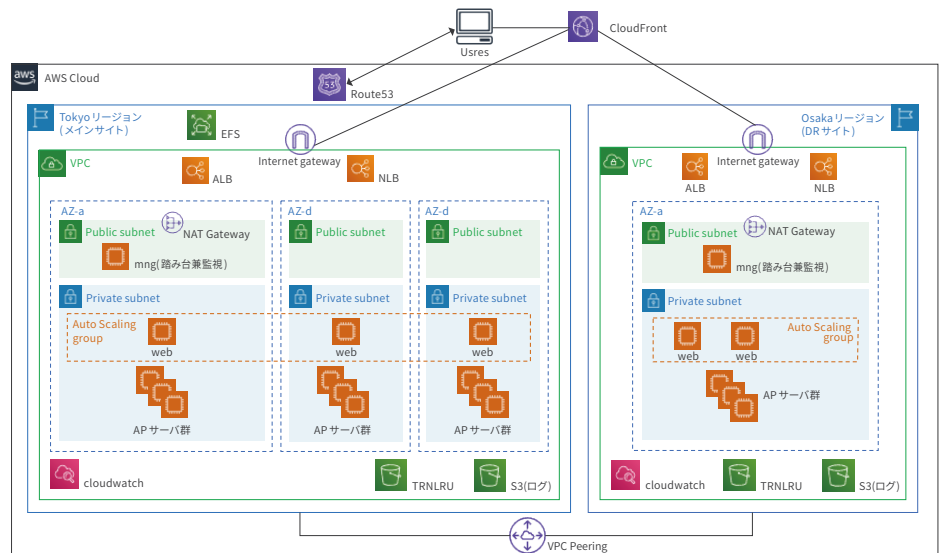 Usres
CloudFront
aws
AWS Cloud
53
Route53
Tokyoリージョン
(メインサイト)
EFS
Internet gateway
VPC
ALB
NLB
AZ-a
Public subnet
NAT Gateway
mng(踏み台兼監視)
Private subnet
Auto Scaling
group
web
APサーバ群
AZ-d
Public subnet
Private subnet
web
APサーバ群
AZ-d
Public subnet
Private subnet
web
APサーバ群
cloudwatch
TRNLRU
S3(ログ)
Osakaリージョン
(DRサイト)
Internet gateway
VPC
ALB
NLB
AZ-a
Public subnet
NAT Gateway
mng(踏み台兼監視)
Private subnet
Auto Scaling
group
web
web
APサーバ群
cloudwatch
TRNLRU
S3(ログ)
VPC Peering